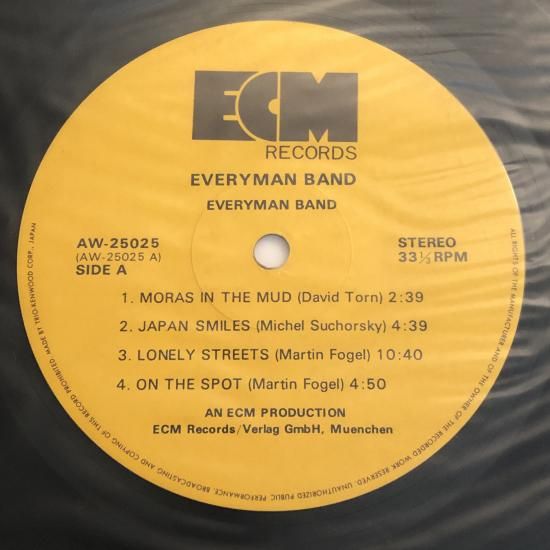 ECM
RECORDS
EVERYMAN BAND
EVERYMAN BAND
AW-25025
(AW-25025 A)
SIDE A
STEREO
33⅓ RPM
1. MORAS IN THE MUD (David Torn) 2:39
2. JAPAN SMILES (Michel Suchorsky) 4:39
3. LONELY STREETS (Martin Fogel) 10:40
4. ON THE SPOT (Martin Fogel) 4:50
AN ECM PRODUCTION
ECM Records/Verlag GmbH, Muenchen
ALL RIGHTS OF THE MANUFACTURER AND OF THE OWNER OF THE RECORDED WORK RESERVED. UNAUTHORIZED PUBLIC PERFORMANCE, BROADCASTING AND COPYING OF THIS RECORD PROHIBITED. MADE BY TRIO-KENWOOD CORP., JAPAN